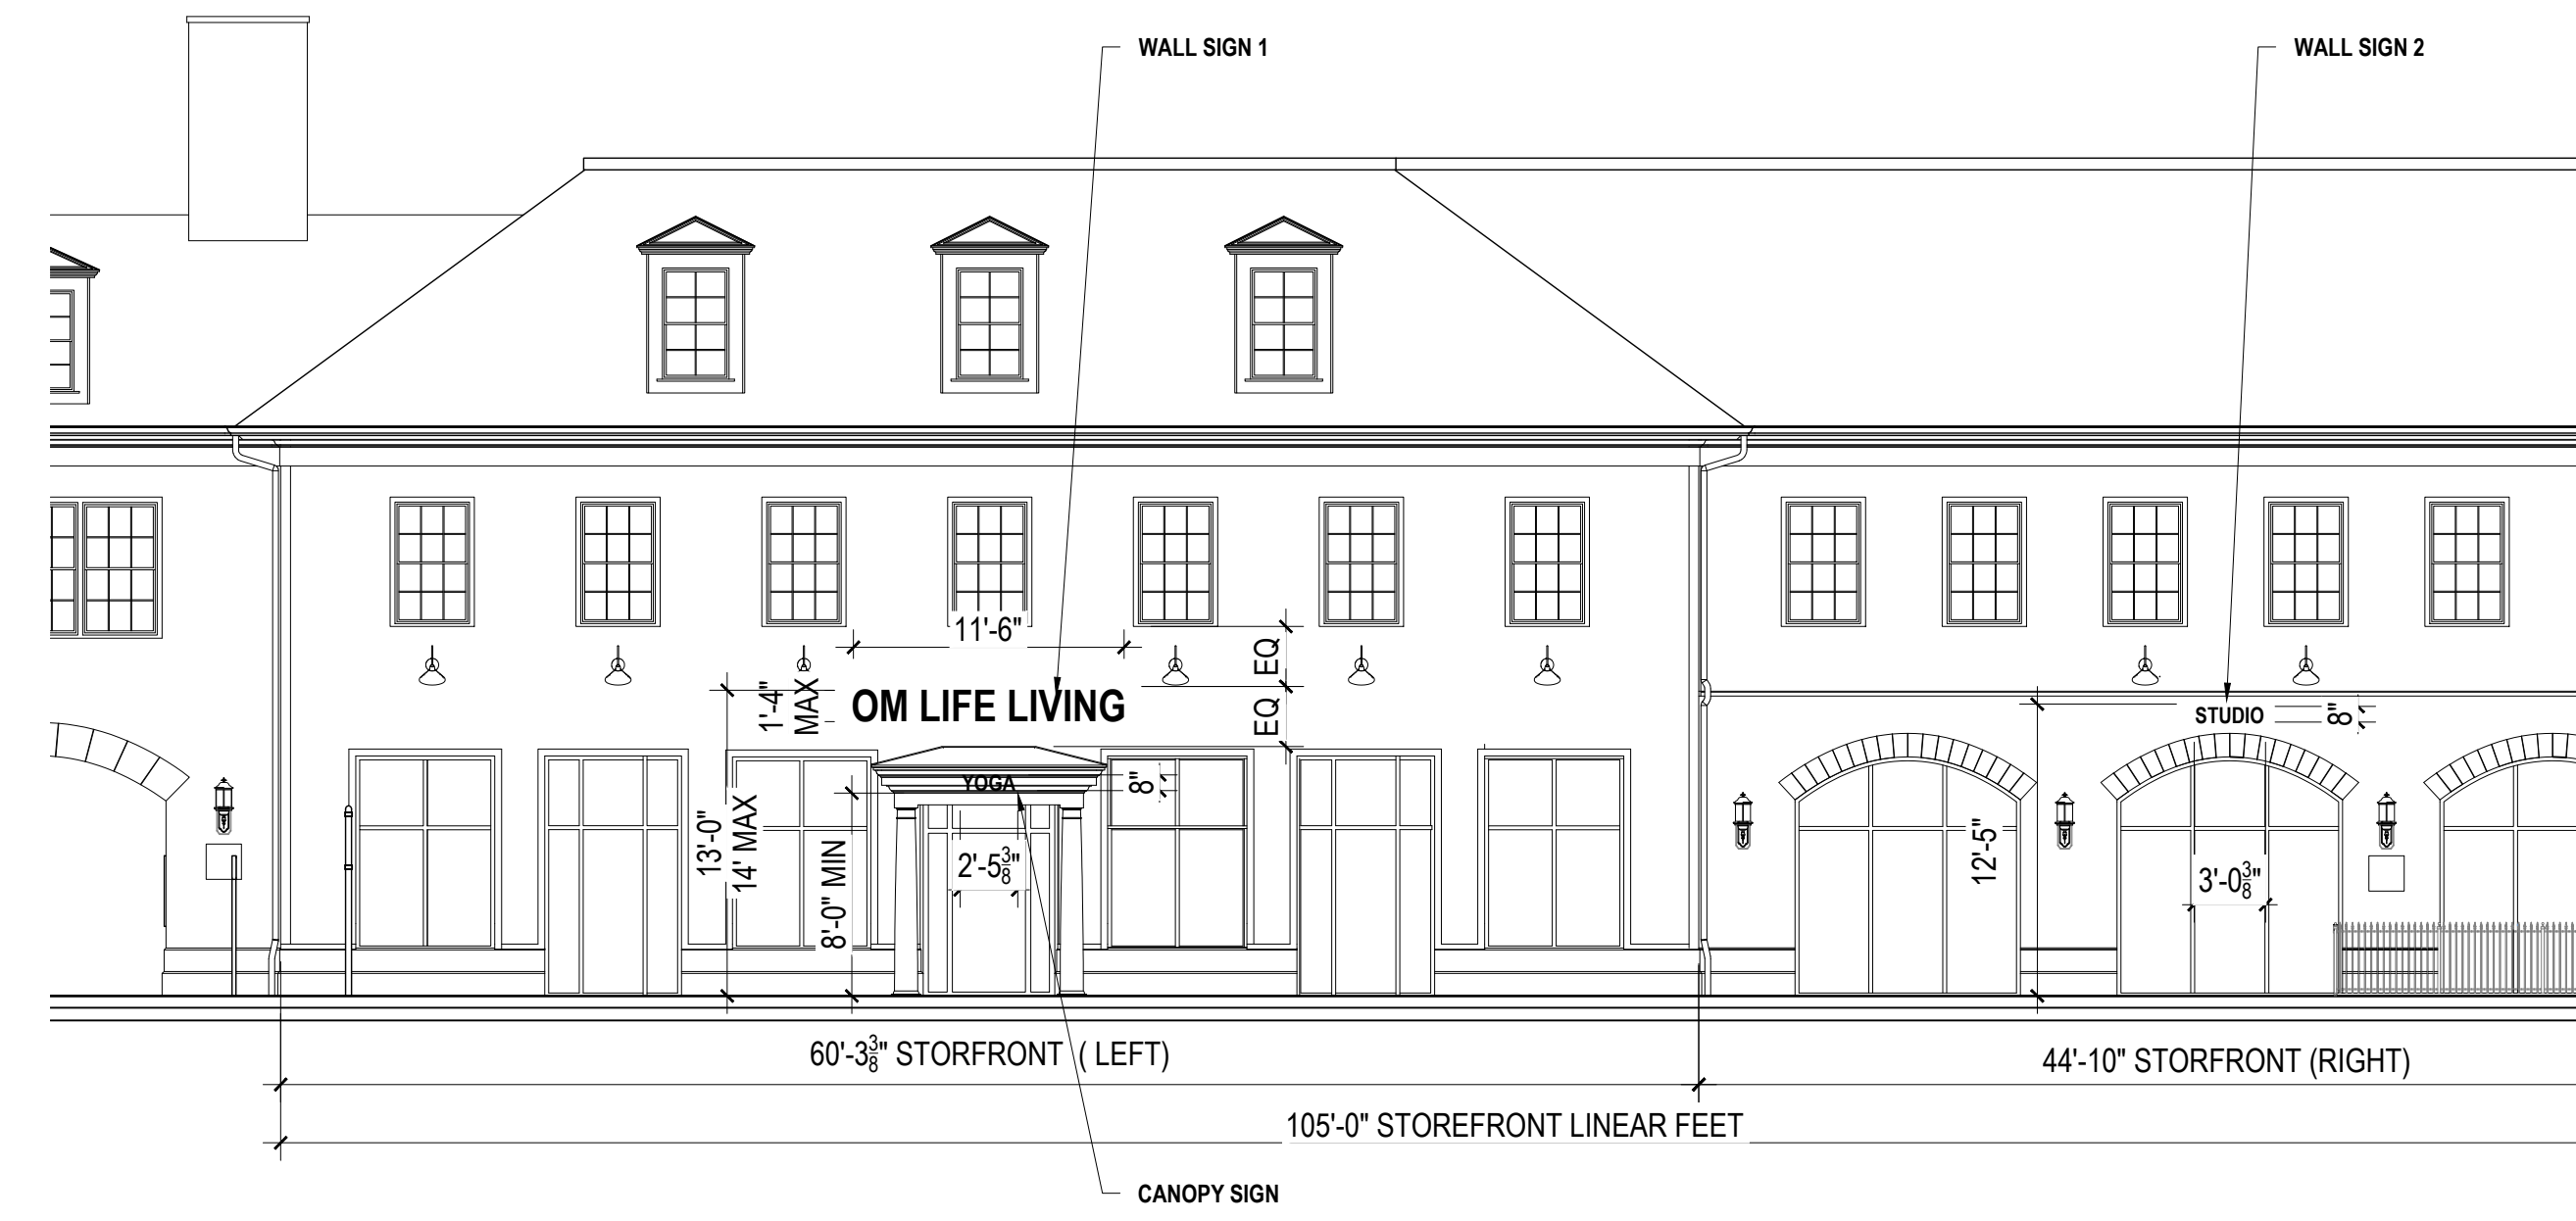 WALL SIGN 1
WALL SIGN 2
11'-6"
EQ
EQ
1'-4"
MAX
OM LIFE LIVING
STUDIO
8"
YOGA
8"
13'-0"
14' MAX
8'-0" MIN
2'-5 3/8"
12'-5"
3'-0 3/8"
60'-3 3/8" STORFRONT ( LEFT)
44'-10" STORFRONT (RIGHT)
105'-0" STOREFRONT LINEAR FEET
CANOPY SIGN